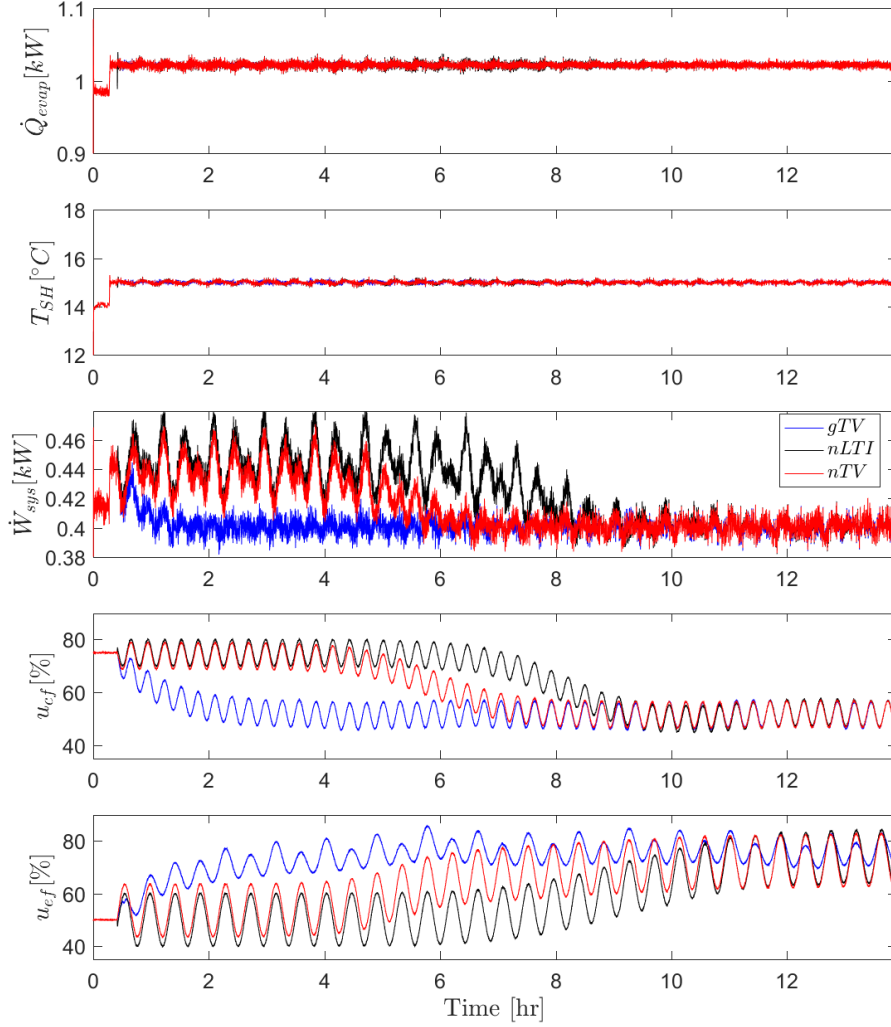 1.1
1
0.9
Q̇evap[kW]
0 2 4 6 8 10 12
18
16
14
12
TSH[°C]
0 2 4 6 8 10 12
0.46
0.44
0.42
0.4
0.38
Ẇsys[kW]
gTV
nLTI
nTV
0 2 4 6 8 10 12
80
60
40
ucf[%]
0 2 4 6 8 10 12
80
60
40
uef[%]
0 2 4 6 8 10 12
Time [hr]